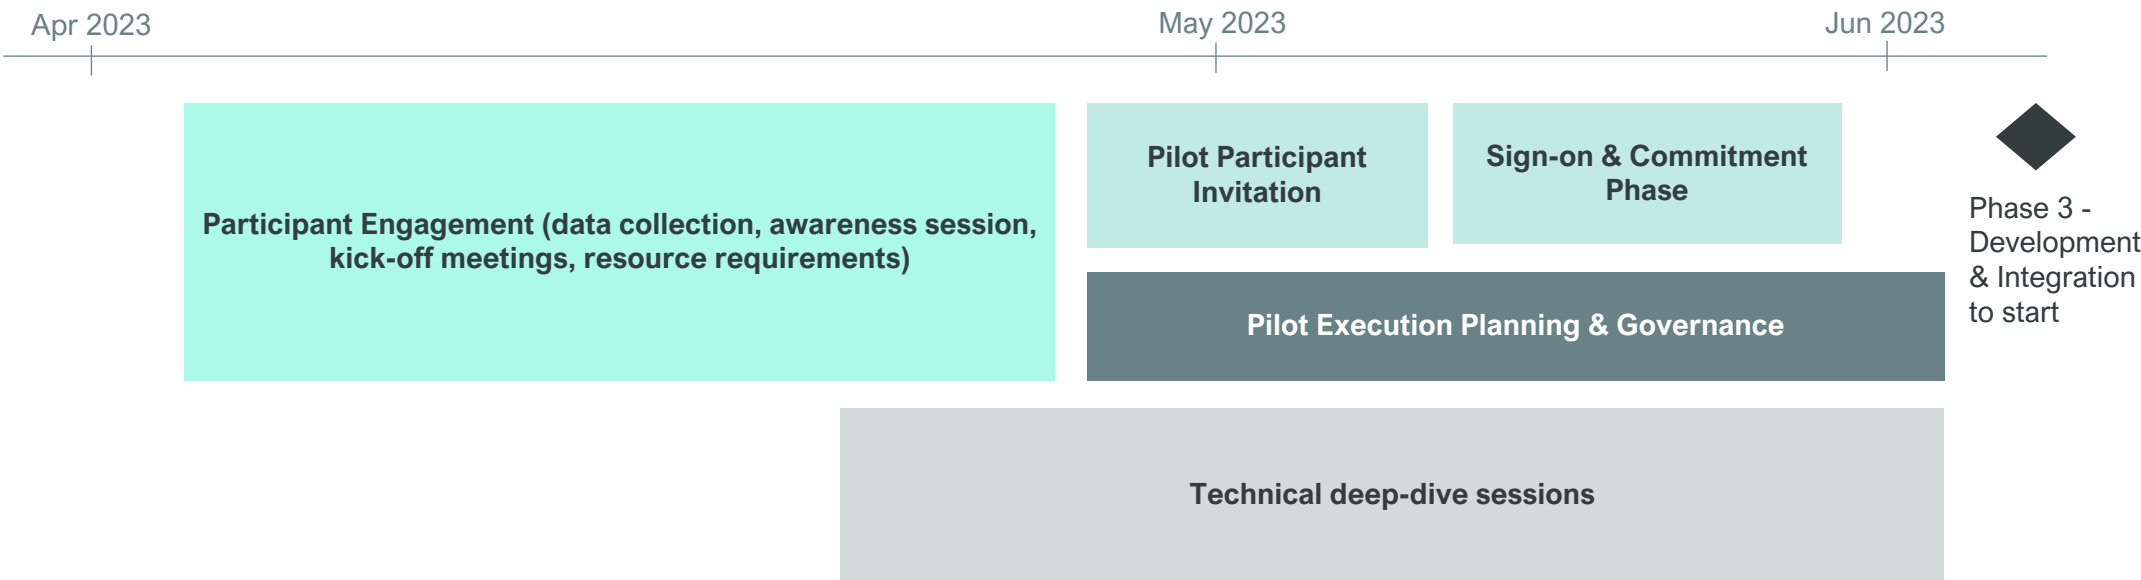 Apr 2023
May 2023
Jun 2023
Participant Engagement (data collection, awareness session,
kick-off meetings, resource requirements)
Pilot Participant
Invitation
Sign-on & Commitment
Phase
Phase 3 -
Development
& Integration
to start
Pilot Execution Planning & Governance
Technical deep-dive sessions